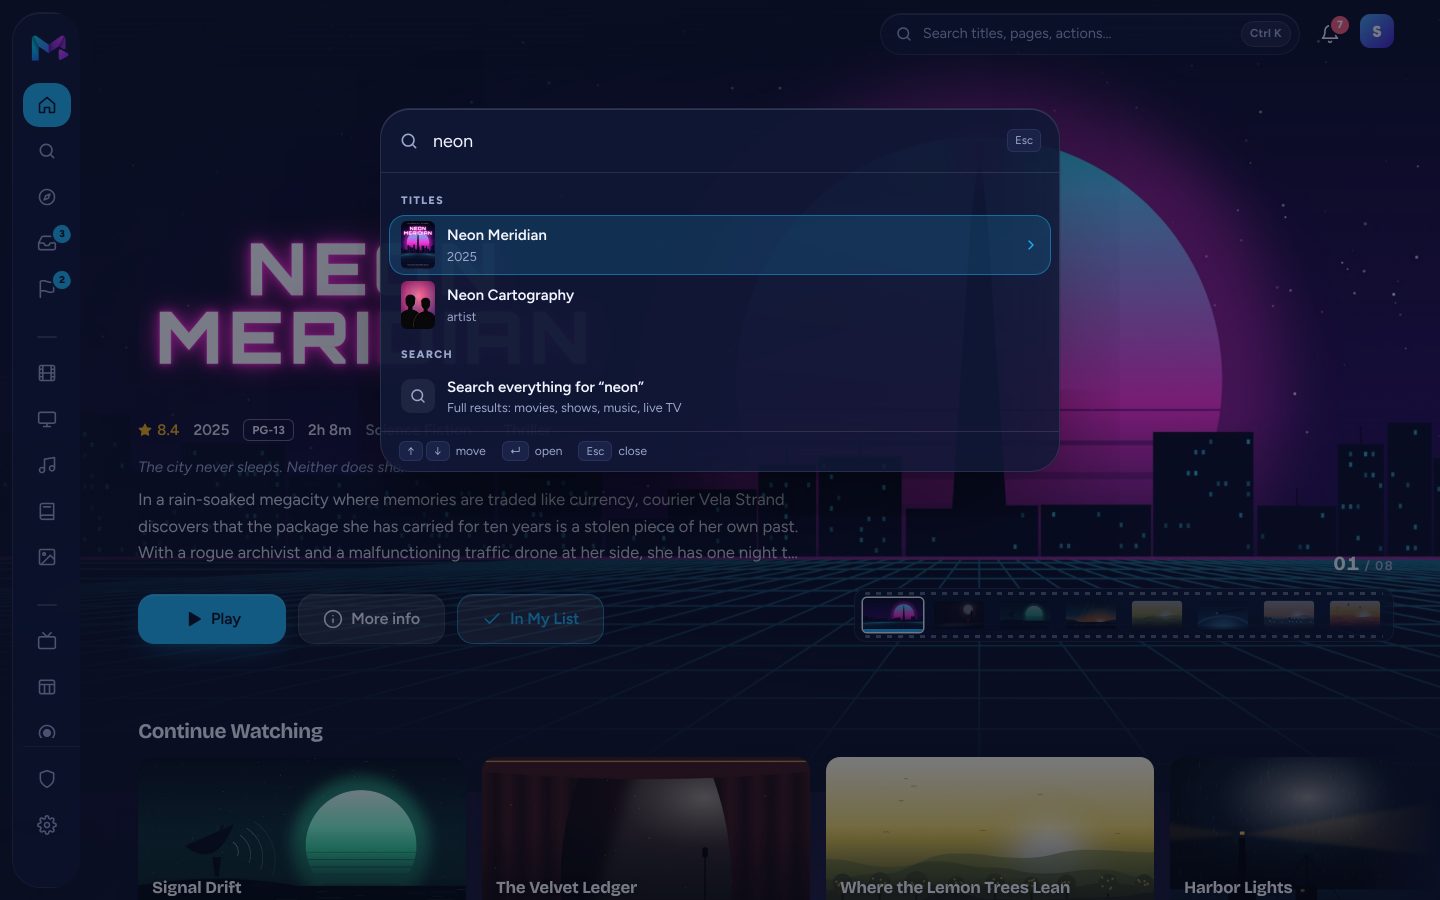 Search titles, pages, actions...
Ctrl K
7
S
neon
Esc
TITLES
Neon Meridian
2025
Neon Cartography
artist
SEARCH
Search everything for “neon”
Full results: movies, shows, music, live TV
↑ ↓ move ↵ open Esc close
3
2
NEON
MERIDIAN
8.4 2025 PG-13 2h 8m Science Fiction Thriller
The city never sleeps. Neither does she.
In a rain-soaked megacity where memories are traded like currency, courier Vela Strand
discovers that the package she has carried for ten years is a stolen piece of her own past.
With a rogue archivist and a malfunctioning traffic drone at her side, she has one night t...
01 / 08
Play
More info
In My List
Continue Watching
Signal Drift
The Velvet Ledger
Where the Lemon Trees Lean
Harbor Lights